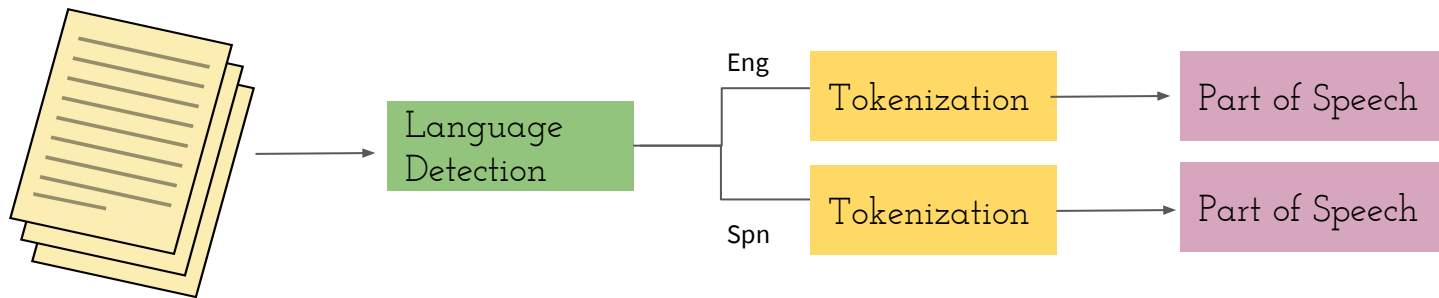 Language
Detection
Eng
Tokenization
Part of Speech
Spn
Tokenization
Part of Speech